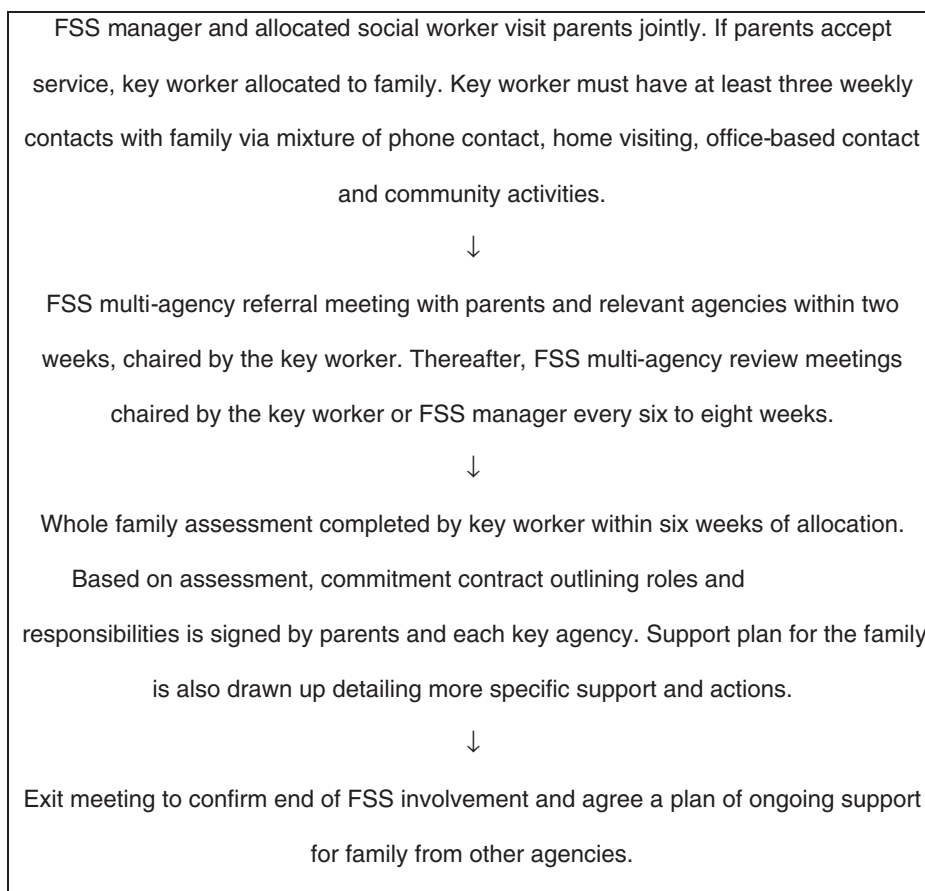 FSS manager and allocated social worker visit parents jointly. If parents accept
service, key worker allocated to family. Key worker must have at least three weekly
contacts with family via mixture of phone contact, home visiting, office-based contact
and community activities.
↓
FSS multi-agency referral meeting with parents and relevant agencies within two
weeks, chaired by the key worker. Thereafter, FSS multi-agency review meetings
chaired by the key worker or FSS manager every six to eight weeks.
↓
Whole family assessment completed by key worker within six weeks of allocation.
Based on assessment, commitment contract outlining roles and
responsibilities is signed by parents and each key agency. Support plan for the family
is also drawn up detailing more specific support and actions.
↓
Exit meeting to confirm end of FSS involvement and agree a plan of ongoing support
for family from other agencies.